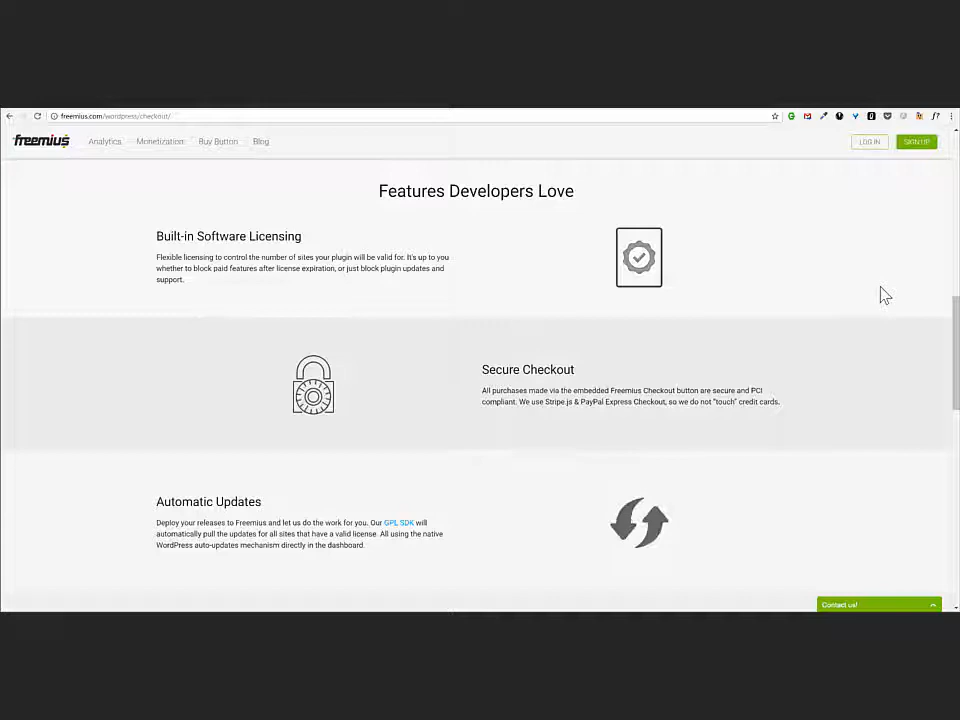 freemius.com/wordpress/checkout/
freemius
Analytics
Monetization
Buy Button
Blog
LOG IN
SIGN UP
Features Developers Love
Built-in Software Licensing
Flexible licensing to control the number of sites your plugin will be valid for. It's up to you
whether to block paid features after license expiration, or just block plugin updates and
support.
Secure Checkout
All purchases made via the embedded Freemius Checkout button are secure and PCI
compliant. We use Stripe.js & PayPal Express Checkout, so we do not "touch" credit cards.
Automatic Updates
Deploy your releases to Freemius and let us do the work for you. Our GPL SDK will
automatically pull the updates for all sites that have a valid license. All using the native
WordPress auto-updates mechanism directly in the dashboard.
Contact us!